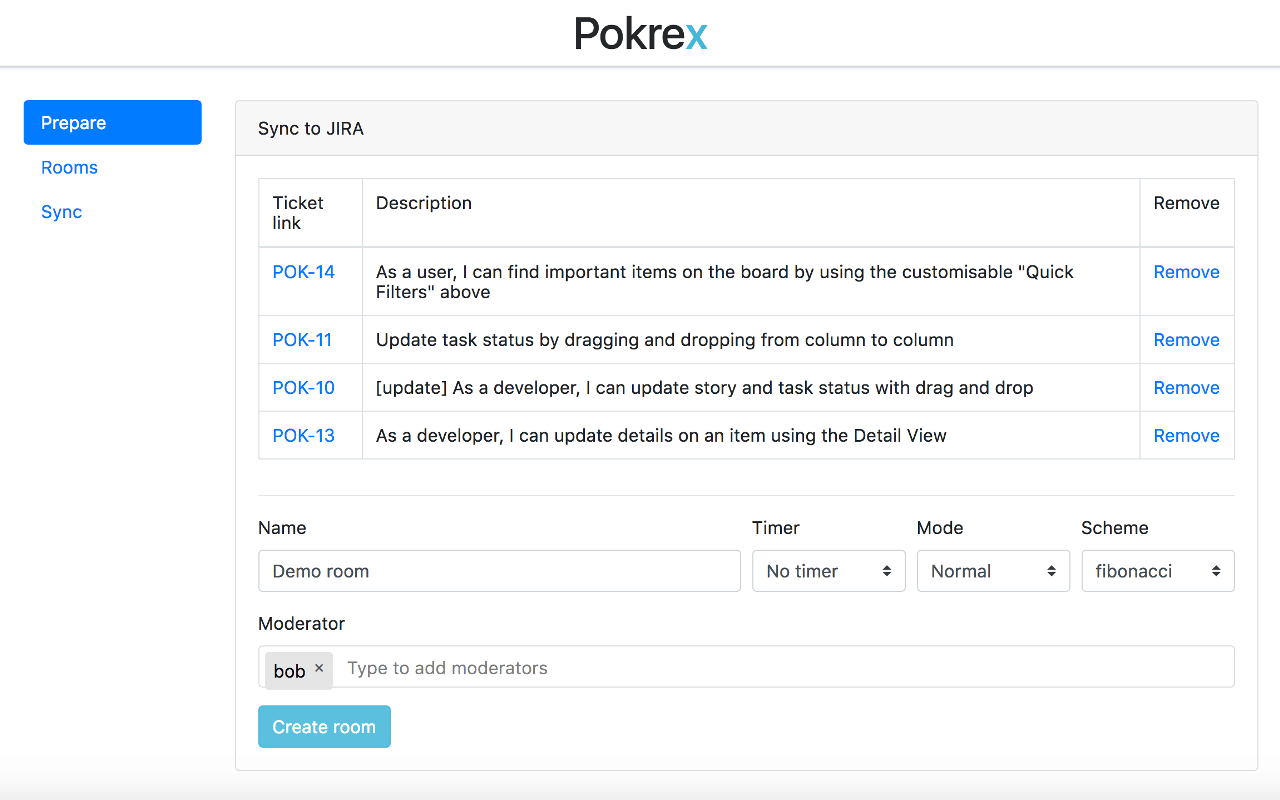 Pokrex
Prepare
Rooms
Sync
Sync to JIRA
Ticket link
Description
Remove
POK-14
As a user, I can find important items on the board by using the customisable "Quick
Filters" above
Remove
POK-11
Update task status by dragging and dropping from column to column
Remove
POK-10
[update] As a developer, I can update story and task status with drag and drop
Remove
POK-13
As a developer, I can update details on an item using the Detail View
Remove
Name
Timer
Mode
Scheme
Demo room
No timer
Normal
fibonacci
Moderator
bob ×
Type to add moderators
Create room